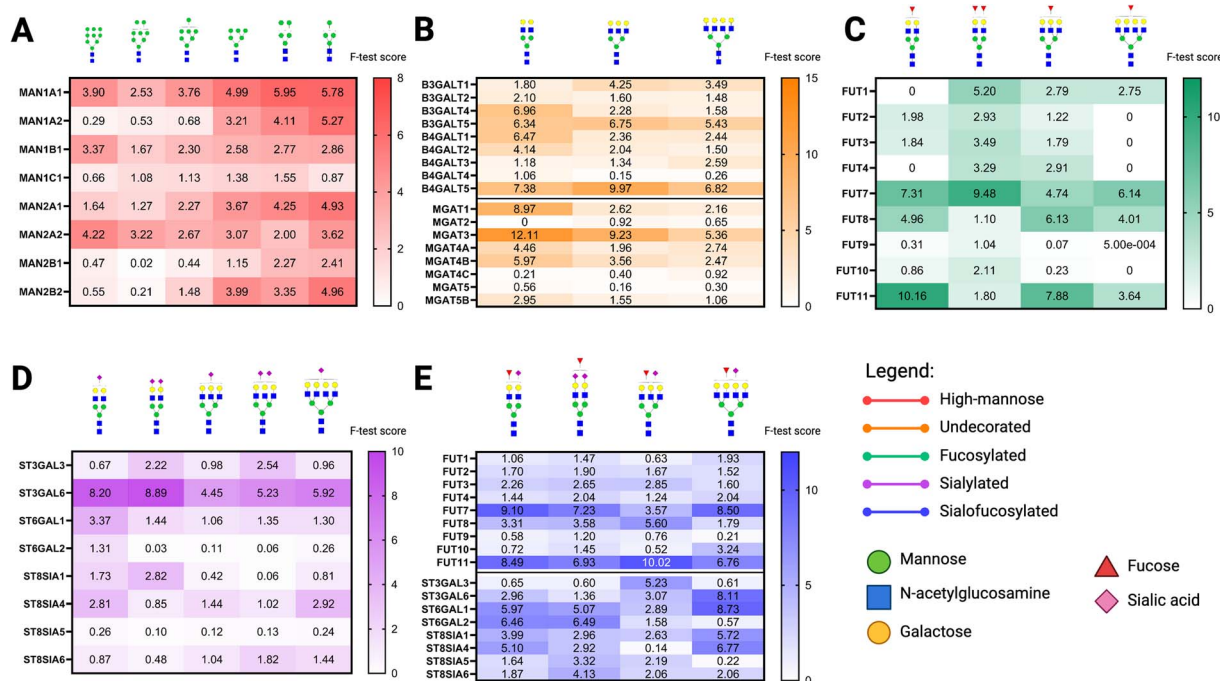 A
F-test score
MAN1A1 3.90 2.53 3.76 4.99 5.95 5.78
MAN1A2 0.29 0.53 0.68 3.21 4.11 5.27
MAN1B1 3.37 1.67 2.30 2.58 2.77 2.86
MAN1C1 0.66 1.08 1.13 1.38 1.55 0.87
MAN2A1 1.64 1.27 2.27 3.67 4.25 4.93
MAN2A2 4.22 3.22 2.67 3.07 2.00 3.62
MAN2B1 0.47 0.02 0.44 1.15 2.27 2.41
MAN2B2 0.55 0.21 1.48 3.99 3.35 4.96
8
6
4
2
0
B
F-test score
B3GALT1 1.80 4.25 3.49
B3GALT2 2.10 1.60 1.48
B3GALT4 6.96 2.28 1.58
B3GALT5 6.34 6.75 5.43
B4GALT1 6.47 2.36 2.44
B4GALT2 4.14 2.04 1.50
B4GALT3 1.18 1.34 2.59
B4GALT4 1.06 0.15 0.26
B4GALT5 7.38 9.97 6.82
MGAT1 8.97 2.62 2.16
MGAT2 0 0.92 0.65
MGAT3 12.11 9.23 5.36
MGAT4A 4.46 1.96 2.74
MGAT4B 5.97 3.56 2.47
MGAT4C 0.21 0.40 0.92
MGAT5 0.56 0.16 0.30
MGAT5B 2.95 1.55 1.06
15
10
5
0
C
F-test score
FUT1 0 5.20 2.79 2.75
FUT2 1.98 2.93 1.22 0
FUT3 1.84 3.49 1.79 0
FUT4 0 3.29 2.91 0
FUT7 7.31 9.48 4.74 6.14
FUT8 4.96 1.10 6.13 4.01
FUT9 0.31 1.04 0.07 5.00e-004
FUT10 0.86 2.11 0.23 0
FUT11 10.16 1.80 7.88 3.64
10
5
0
D
F-test score
ST3GAL3 0.67 2.22 0.98 2.54 0.96
ST3GAL6 8.20 8.89 4.45 5.23 5.92
ST6GAL1 3.37 1.44 1.06 1.35 1.30
ST6GAL2 1.31 0.03 0.11 0.06 0.26
ST8SIA1 1.73 2.82 0.42 0.06 0.81
ST8SIA4 2.81 0.85 1.44 1.02 2.92
ST8SIA5 0.26 0.10 0.12 0.13 0.24
ST8SIA6 0.87 0.48 1.04 1.82 1.44
10
8
6
4
2
0
E
F-test score
FUT1 1.06 1.47 0.63 1.93
FUT2 1.70 1.90 1.67 1.52
FUT3 2.26 2.65 2.85 1.60
FUT4 1.44 2.04 1.24 2.04
FUT7 9.10 7.23 3.57 8.50
FUT8 3.31 3.58 5.60 1.79
FUT9 0.58 1.20 0.76 0.21
FUT10 0.72 1.45 0.52 3.24
FUT11 8.49 6.93 10.02 6.76
ST3GAL3 0.65 0.60 5.23 0.61
ST3GAL6 2.96 1.36 3.07 8.11
ST6GAL1 5.97 5.07 2.89 8.73
ST6GAL2 6.46 6.49 1.58 0.57
ST8SIA1 3.99 2.96 2.63 5.72
ST8SIA4 5.10 2.92 0.14 6.77
ST8SIA5 1.64 3.32 2.19 0.22
ST8SIA6 1.87 4.13 2.06 2.06
10
5
0
Legend:
High-mannose
Undecorated
Fucosylated
Sialylated
Sialofucosylated
Mannose
N-acetylglucosamine
Galactose
Fucose
Sialic acid